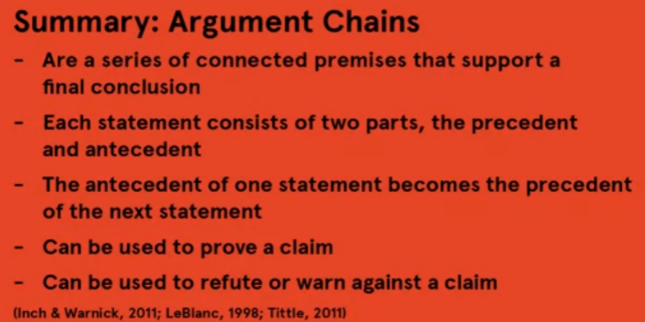 Summary: Argument Chains
- Are a series of connected premises that support a
final conclusion
- Each statement consists of two parts, the precedent
and antecedent
- The antecedent of one statement becomes the precedent
of the next statement
- Can be used to prove a claim
- Can be used to refute or warn against a claim
(Inch & Warnick, 2011; LeBlanc, 1998; Tittle, 2011)